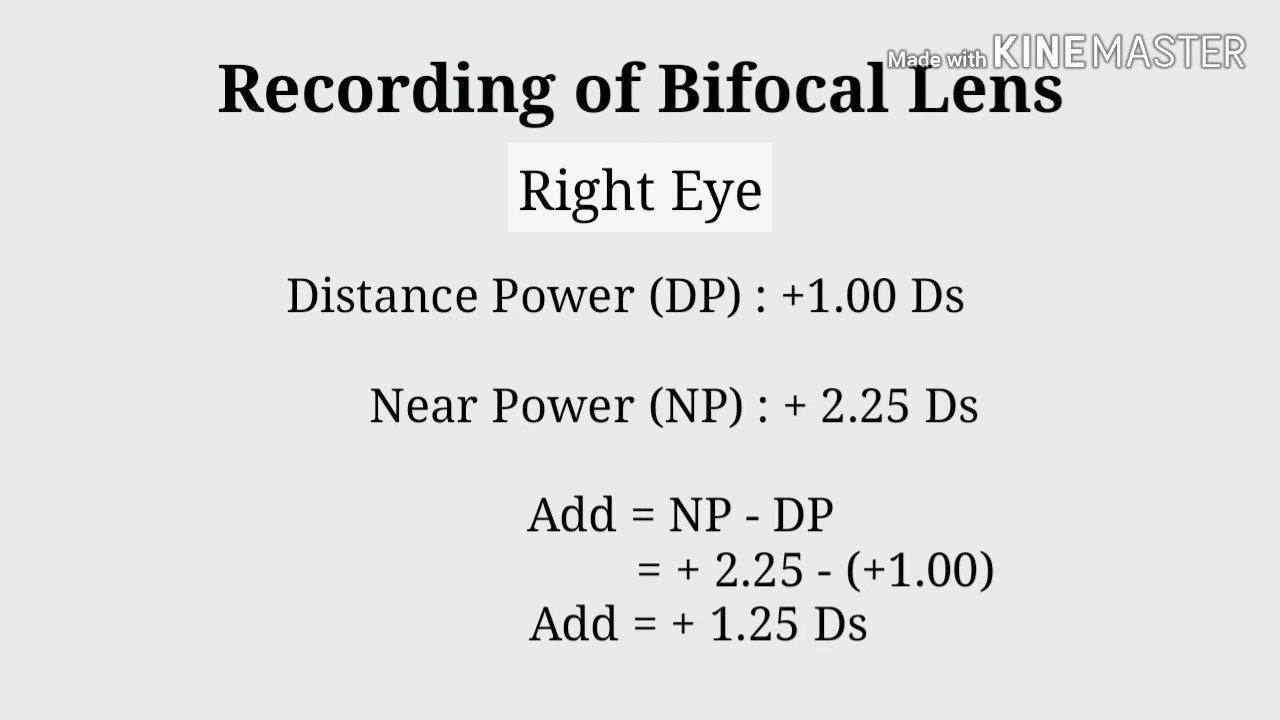 Made with KINEMASTER
Recording of Bifocal Lens
Right Eye
Distance Power (DP) : +1.00 Ds
Near Power (NP) : + 2.25 Ds
Add = NP - DP
= + 2.25 - (+1.00)
Add = + 1.25 Ds